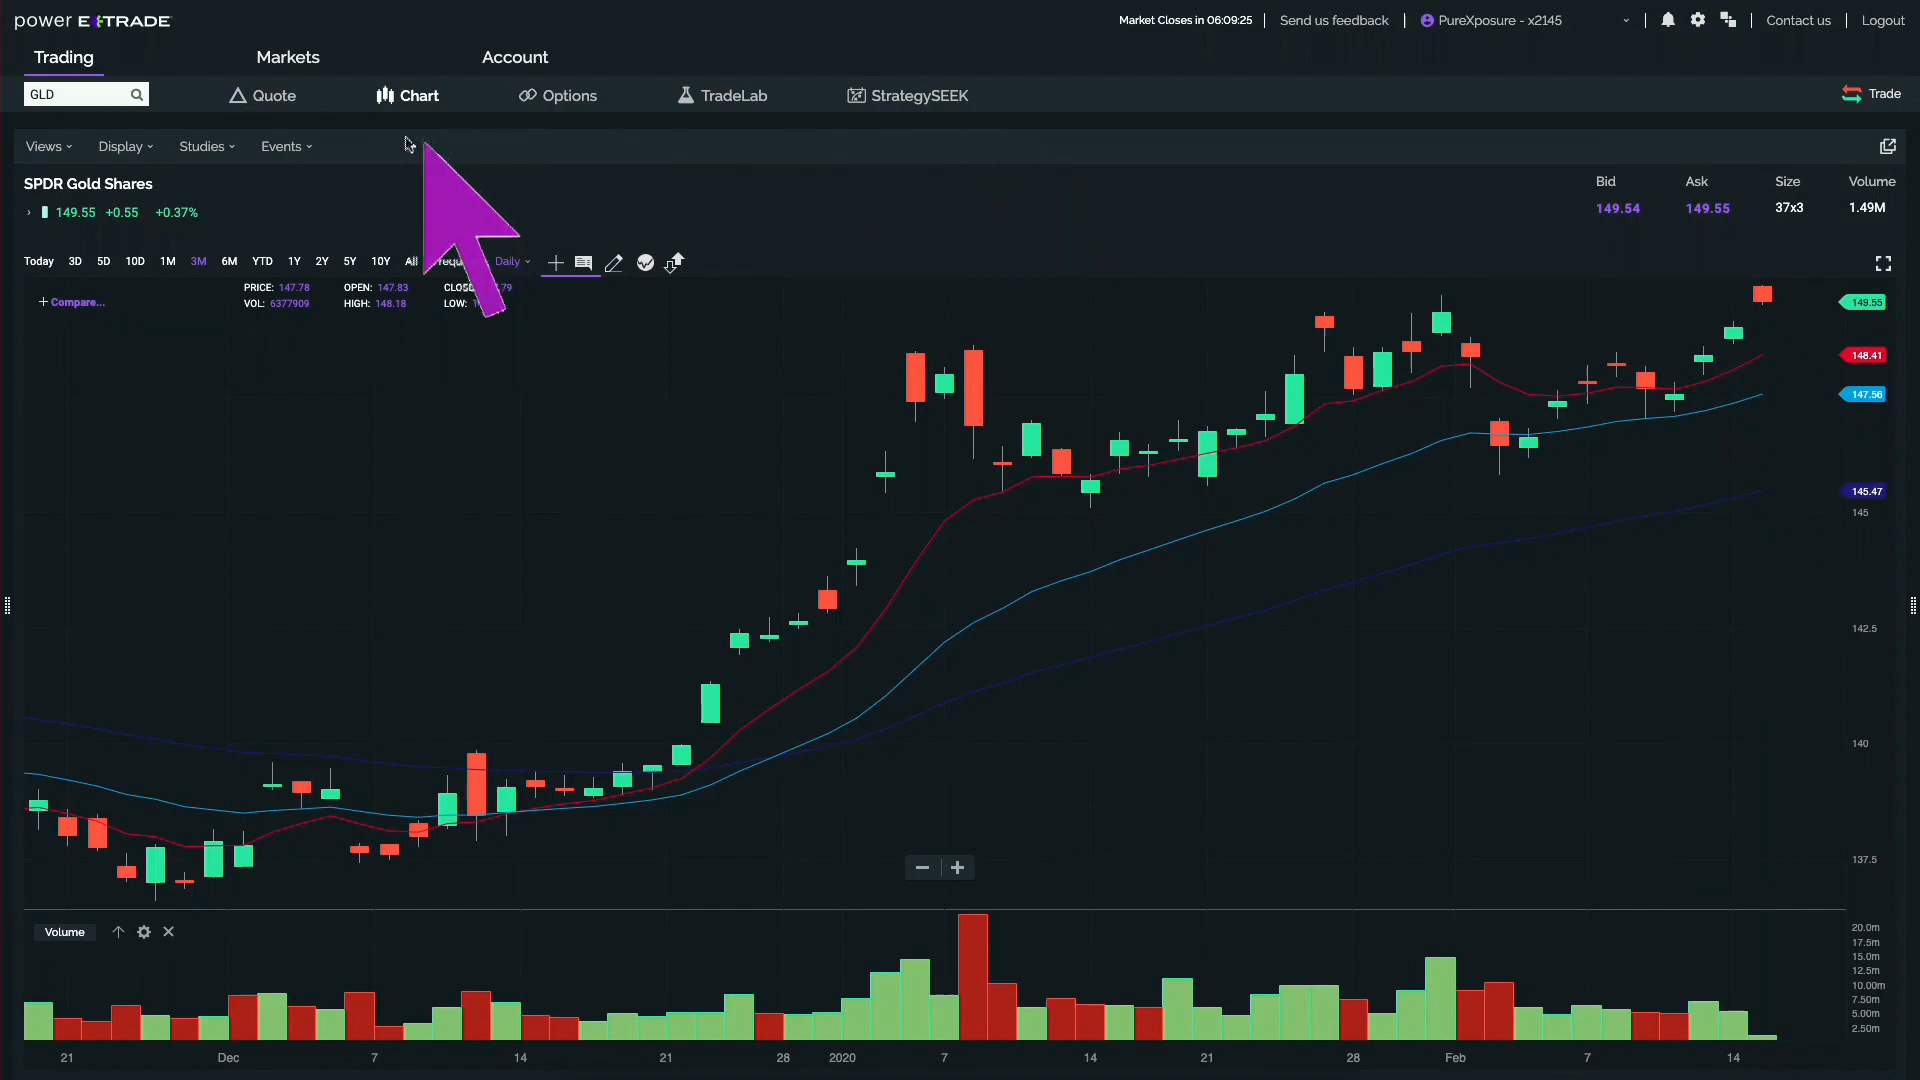 power E*TRADE
Market Closes in 06:09:25
Send us feedback
PureXposure - x2145
Contact us
Logout
Trading
Markets
Account
GLD
Quote
Chart
Options
TradeLab
StrategySEEK
Trade
Views
Display
Studies
Events
SPDR Gold Shares
149.55 +0.55 +0.37%
Bid Ask Size Volume
149.54 149.55 37x3 1.49M
Today 3D 5D 10D 1M 3M 6M YTD 1Y 2Y 5Y 10Y All Daily
+ Compare...
PRICE: 147.78 OPEN: 147.83
VOL: 6377909 HIGH: 148.18 LOW:
149.55
148.41
147.56
145.47
145
142.5
140
137.5
Volume
20.0m
17.5m
15.0m
12.5m
10.00m
7.50m
5.00m
2.50m
21 Dec 7 14 21 28 2020 7 14 21 28 Feb 7 14